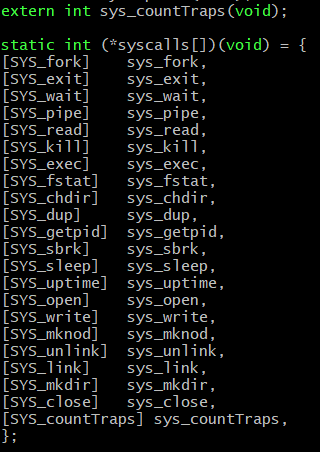 extern int sys_countTraps(void);
static int (*syscalls[])(void) = {
[SYS_fork]    sys_fork,
[SYS_exit]    sys_exit,
[SYS_wait]    sys_wait,
[SYS_pipe]    sys_pipe,
[SYS_read]    sys_read,
[SYS_kill]    sys_kill,
[SYS_exec]    sys_exec,
[SYS_fstat]   sys_fstat,
[SYS_chdir]   sys_chdir,
[SYS_dup]     sys_dup,
[SYS_getpid]  sys_getpid,
[SYS_sbrk]    sys_sbrk,
[SYS_sleep]   sys_sleep,
[SYS_uptime]  sys_uptime,
[SYS_open]    sys_open,
[SYS_write]   sys_write,
[SYS_mknod]   sys_mknod,
[SYS_unlink]  sys_unlink,
[SYS_link]    sys_link,
[SYS_mkdir]   sys_mkdir,
[SYS_close]   sys_close,
[SYS_countTraps] sys_countTraps,
};